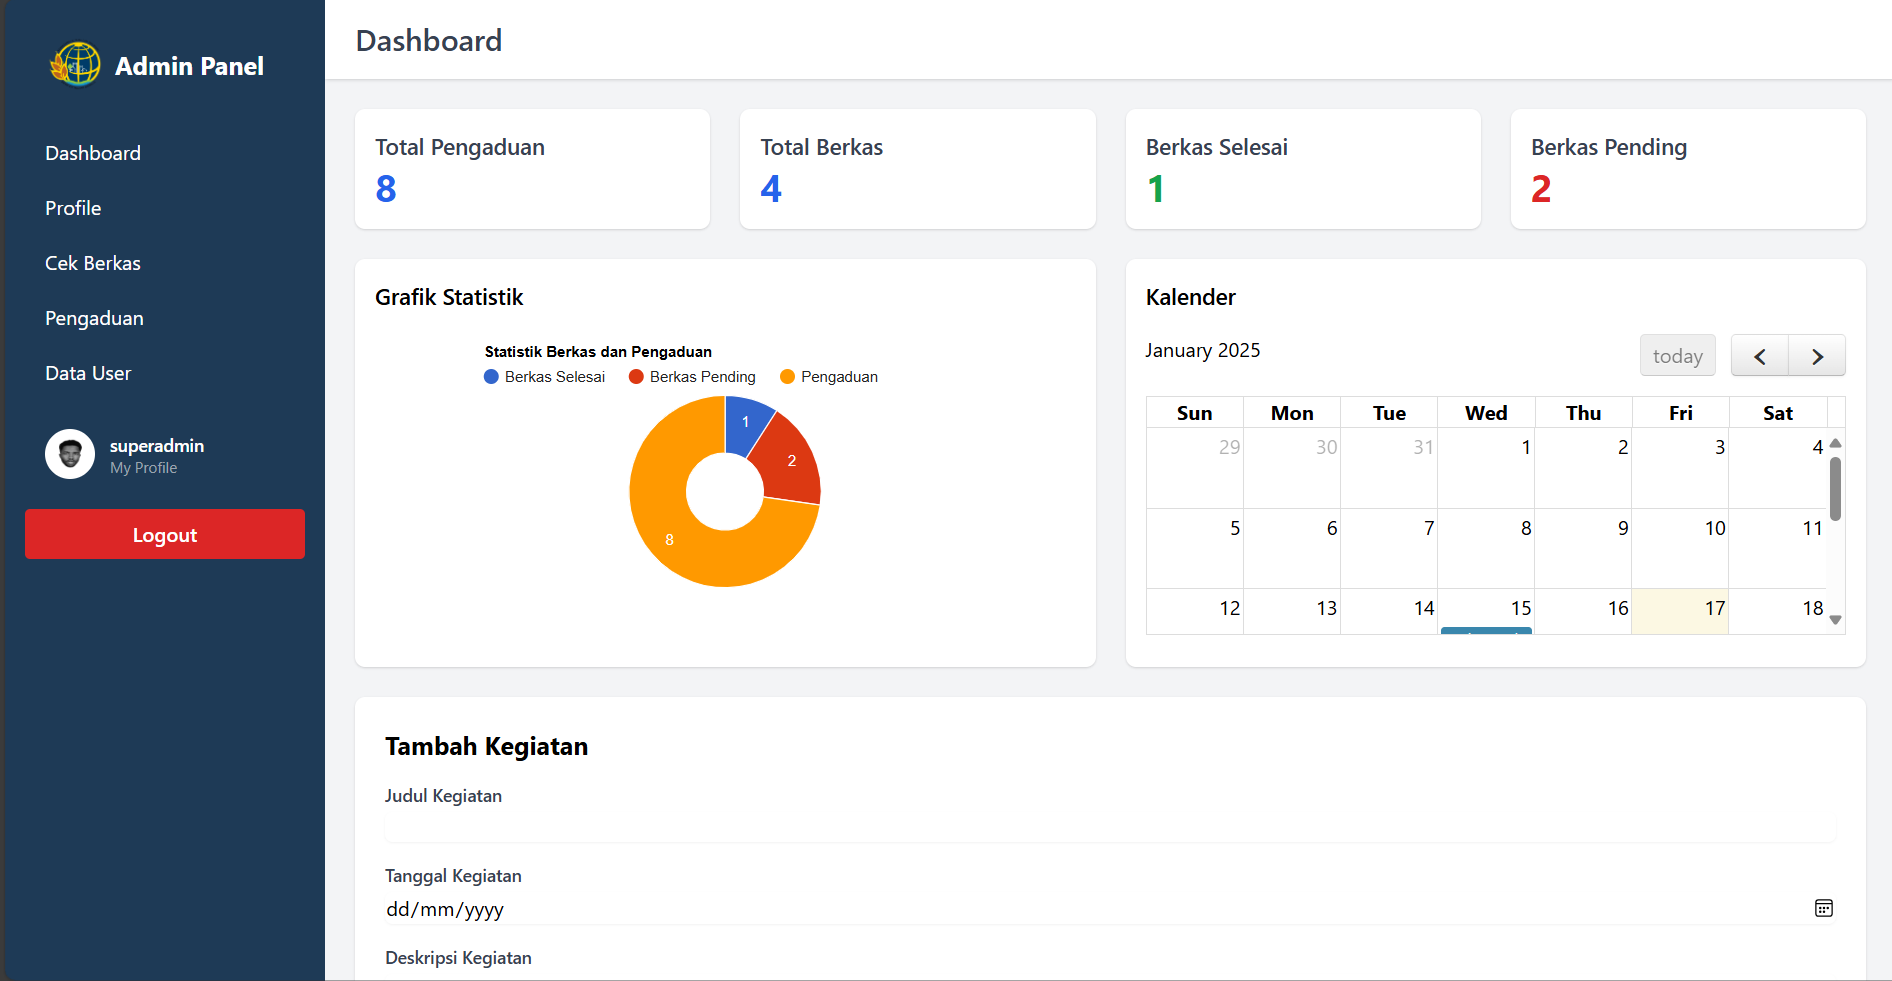 Admin Panel
Dashboard
Profile
Cek Berkas
Pengaduan
Data User
superadmin
My Profile
Logout
Dashboard
Total Pengaduan
8
Total Berkas
4
Berkas Selesai
1
Berkas Pending
2
Grafik Statistik
Statistik Berkas dan Pengaduan
Berkas Selesai Berkas Pending Pengaduan
1
2
8
Kalender
January 2025
today
Sun Mon Tue Wed Thu Fri Sat
29 30 31 1 2 3 4
5 6 7 8 9 10 11
12 13 14 15 16 17 18
Tambah Kegiatan
Judul Kegiatan
Tanggal Kegiatan
dd/mm/yyyy
Deskripsi Kegiatan